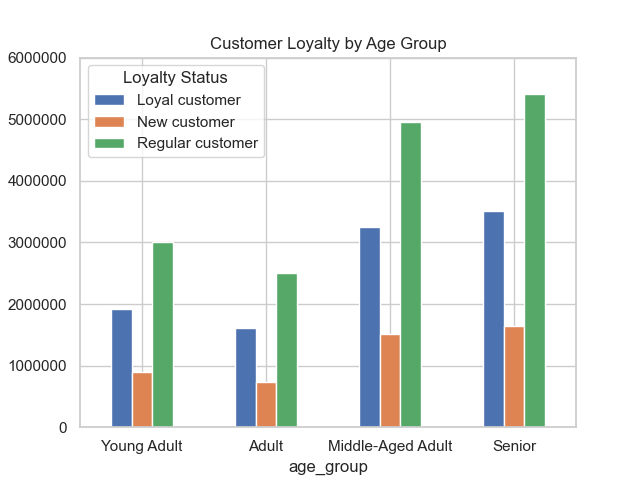 Customer Loyalty by Age Group
6000000
5000000
4000000
3000000
2000000
1000000
0
Loyalty Status
Loyal customer
New customer
Regular customer
Young Adult Adult Middle-Aged Adult Senior
age_group